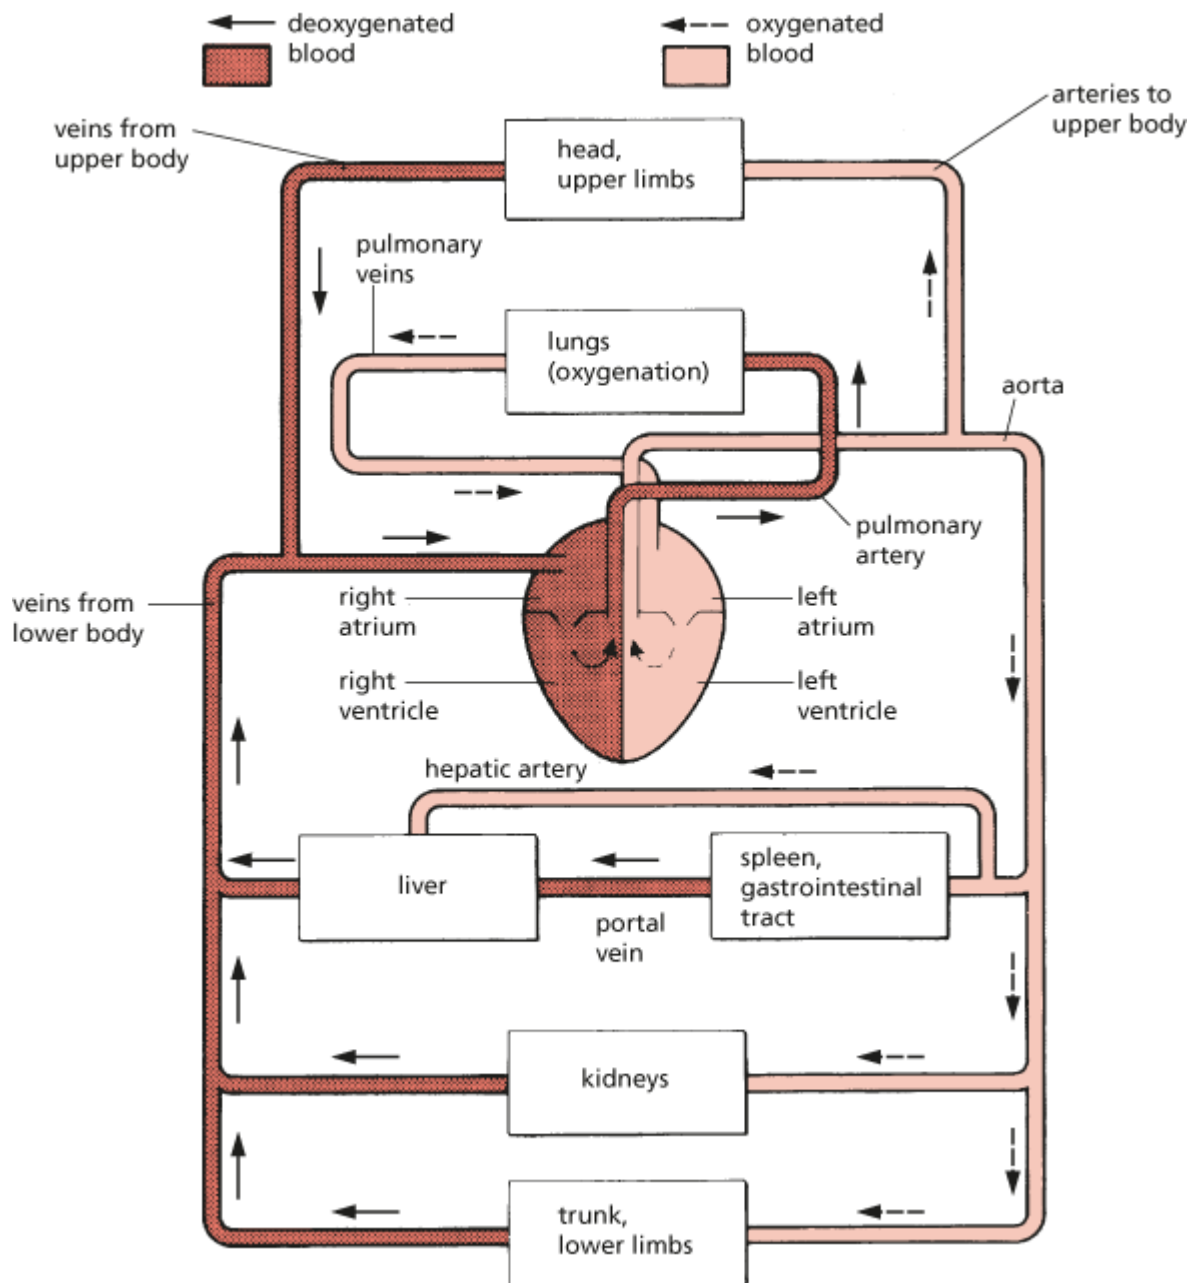 deoxygenated
blood
oxygenated
blood
arteries to
upper body
veins from
upper body
head,
upper limbs
pulmonary
veins
lungs
(oxygenation)
aorta
pulmonary
artery
veins from
lower body
right
atrium
left
atrium
right
ventricle
left
ventricle
hepatic artery
liver
spleen,
gastrointestinal
tract
portal
vein
kidneys
trunk,
lower limbs